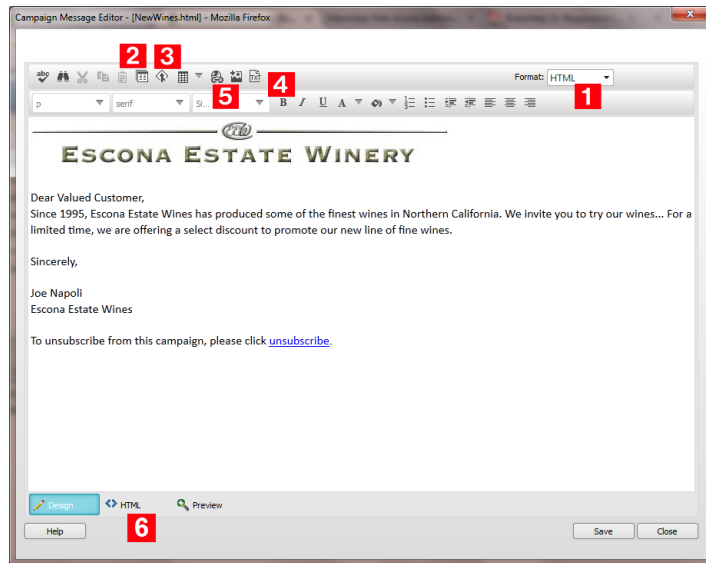 Campaign Message Editor - [NewWines.html] - Mozilla Firefox
2 3
abc Format: HTML
4
5 1
p serif Si... B I U A
EEW
ESCONA ESTATE WINERY
Dear Valued Customer,
Since 1995, Escona Estate Wines has produced some of the finest wines in Northern California. We invite you to try our wines... For a
limited time, we are offering a select discount to promote our new line of fine wines.
Sincerely,
Joe Napoli
Escona Estate Wines
To unsubscribe from this campaign, please click unsubscribe.
Design HTML Preview
6
Help Save Close